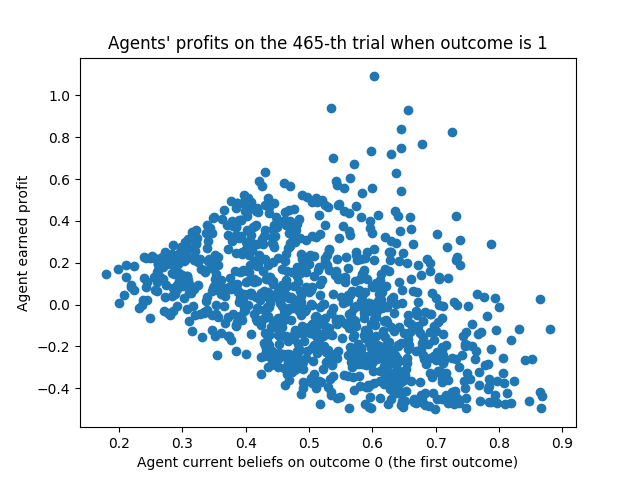 Agents' profits on the 465-th trial when outcome is 1
1.0
0.8
0.6
0.4
0.2
0.0
−0.2
−0.4
Agent earned profit
0.2 0.3 0.4 0.5 0.6 0.7 0.8 0.9
Agent current beliefs on outcome 0 (the first outcome)